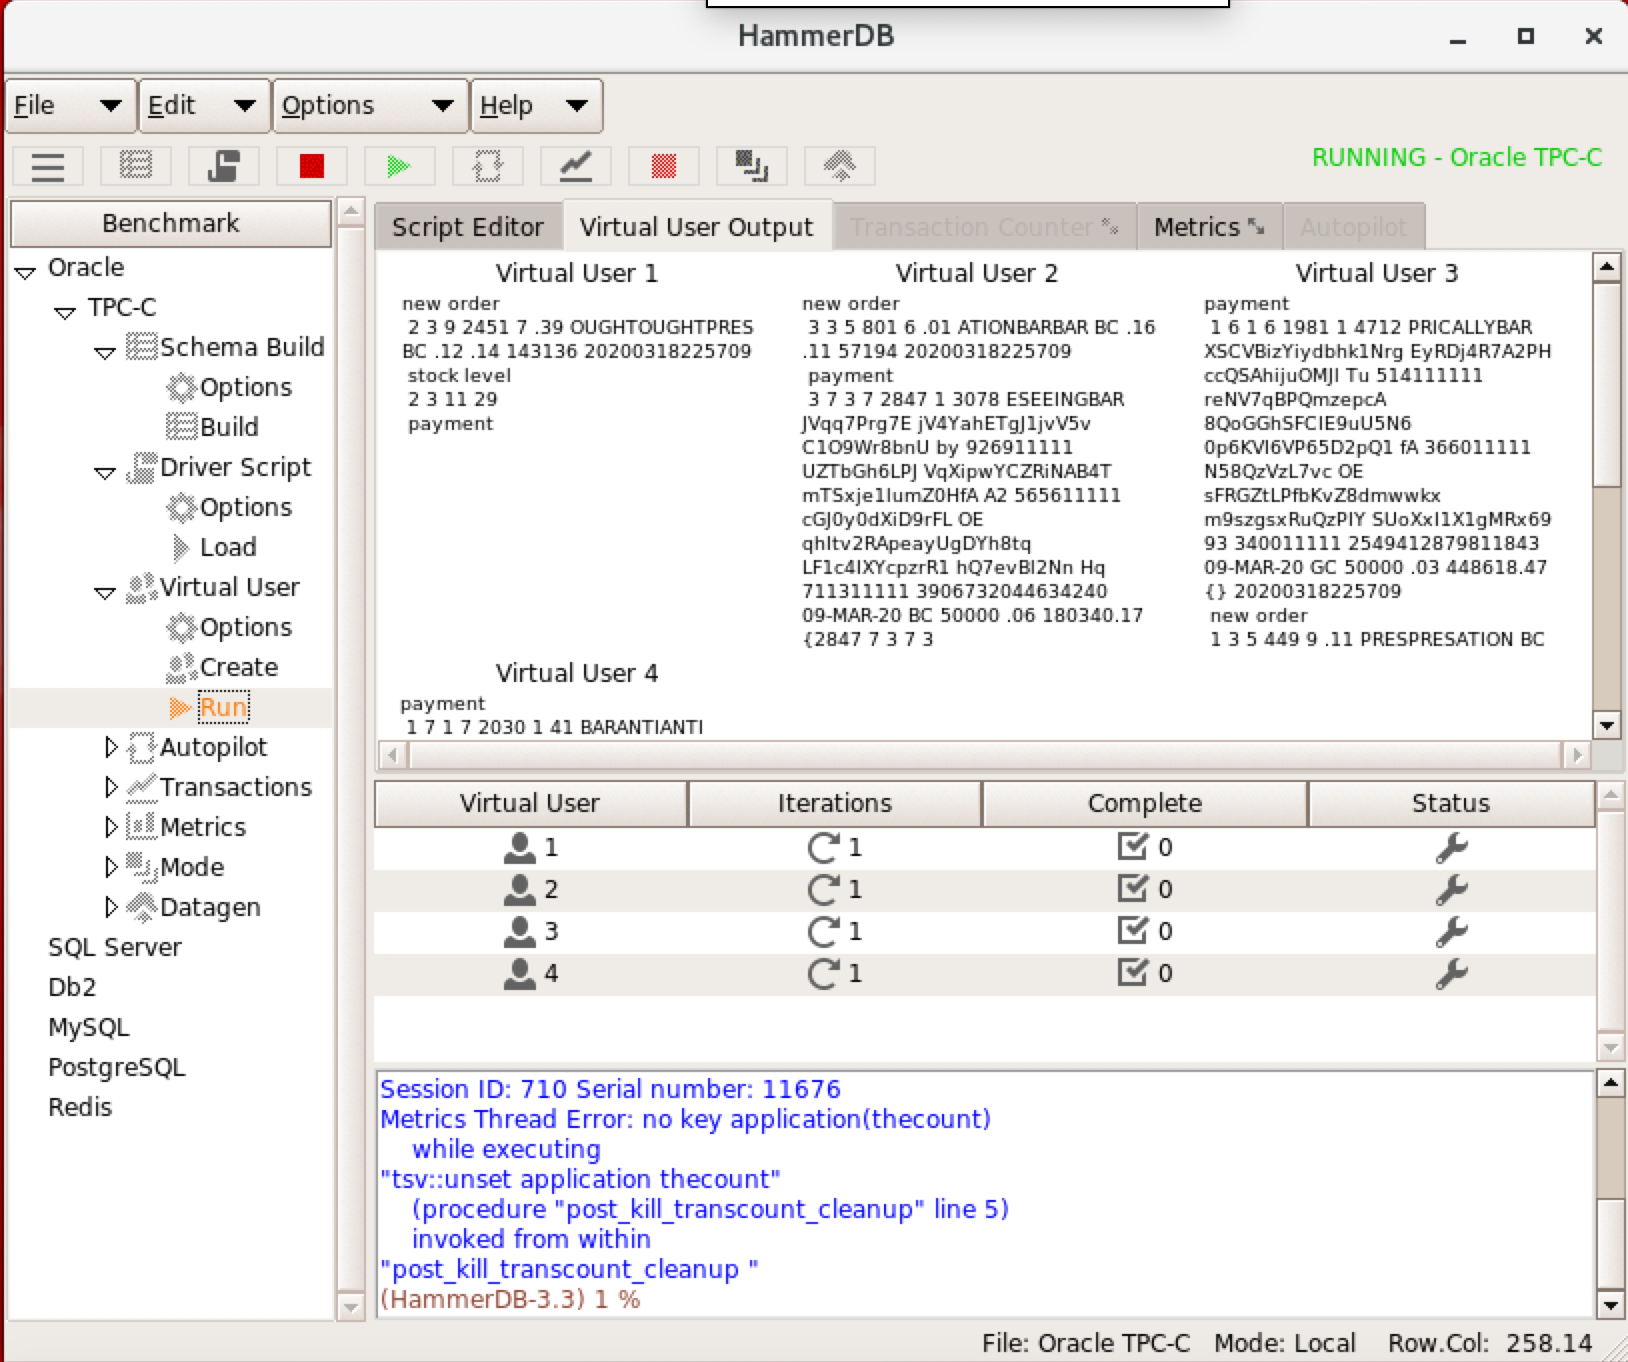 HammerDB
File Edit Options Help
RUNNING - Oracle TPC-C
Benchmark
Oracle
TPC-C
Schema Build
Options
Build
Driver Script
Options
Load
Virtual User
Options
Create
Run
Autopilot
Transactions
Metrics
Mode
Datagen
SQL Server
Db2
MySQL
PostgreSQL
Redis
Script Editor Virtual User Output Transaction Counter Metrics Autopilot
Virtual User 1
new order
2 3 9 2451 7 .39 OUGHTOUGHTPRES
BC .12 .14 143136 20200318225709
stock level
2 3 11 29
payment
Virtual User 2
new order
3 3 5 801 6 .01 ATIONBARBAR BC .16
.11 57194 20200318225709
payment
3 7 3 7 2847 1 3078 ESEEINGBAR
JVqq7Prg7E jV4YahETgJ1jvV5v
C1O9Wr8bnU by 926911111
UZTbGh6LPJ VqXipwYCZRiNAB4T
mTSxje1lumZ0HfA A2 565611111
cGJ0y0dXiD9rFL OE
qhltv2RApeayUgDYh8tq
LF1c4IXYcpzrR1 hQ7evBl2Nn Hq
711311111 3906732044634240
09-MAR-20 BC 50000 .06 180340.17
{2847 7 3 7 3
Virtual User 3
payment
1 6 1 6 1981 1 4712 PRICALLYBAR
XSCVBizYiydbhk1Nrg EyRDj4R7A2PH
ccQSAhijuOMJl Tu 514111111
reNV7qBPQmzepcA
8QoGGhSFCIE9uU5N6
0p6KVl6VP65D2pQ1 fA 366011111
N58QzVzL7vc OE
sFRGZtLPfbKvZ8dmwwkx
m9szgsxRuQzPlY SUoXxI1X1gMRx69
93 340011111 2549412879811843
09-MAR-20 GC 50000 .03 448618.47
{} 20200318225709
new order
1 3 5 449 9 .11 PRESPRESATION BC
Virtual User 4
payment
1 7 1 7 2030 1 41 BARANTIANTI
Virtual User Iterations Complete Status
1 1 0
2 1 0
3 1 0
4 1 0
Session ID: 710 Serial number: 11676
Metrics Thread Error: no key application(thecount)
while executing
"tsv::unset application thecount"
(procedure "post_kill_transcount_cleanup" line 5)
invoked from within
"post_kill_transcount_cleanup "
(HammerDB-3.3) 1 %
File: Oracle TPC-C Mode: Local Row.Col: 258.14